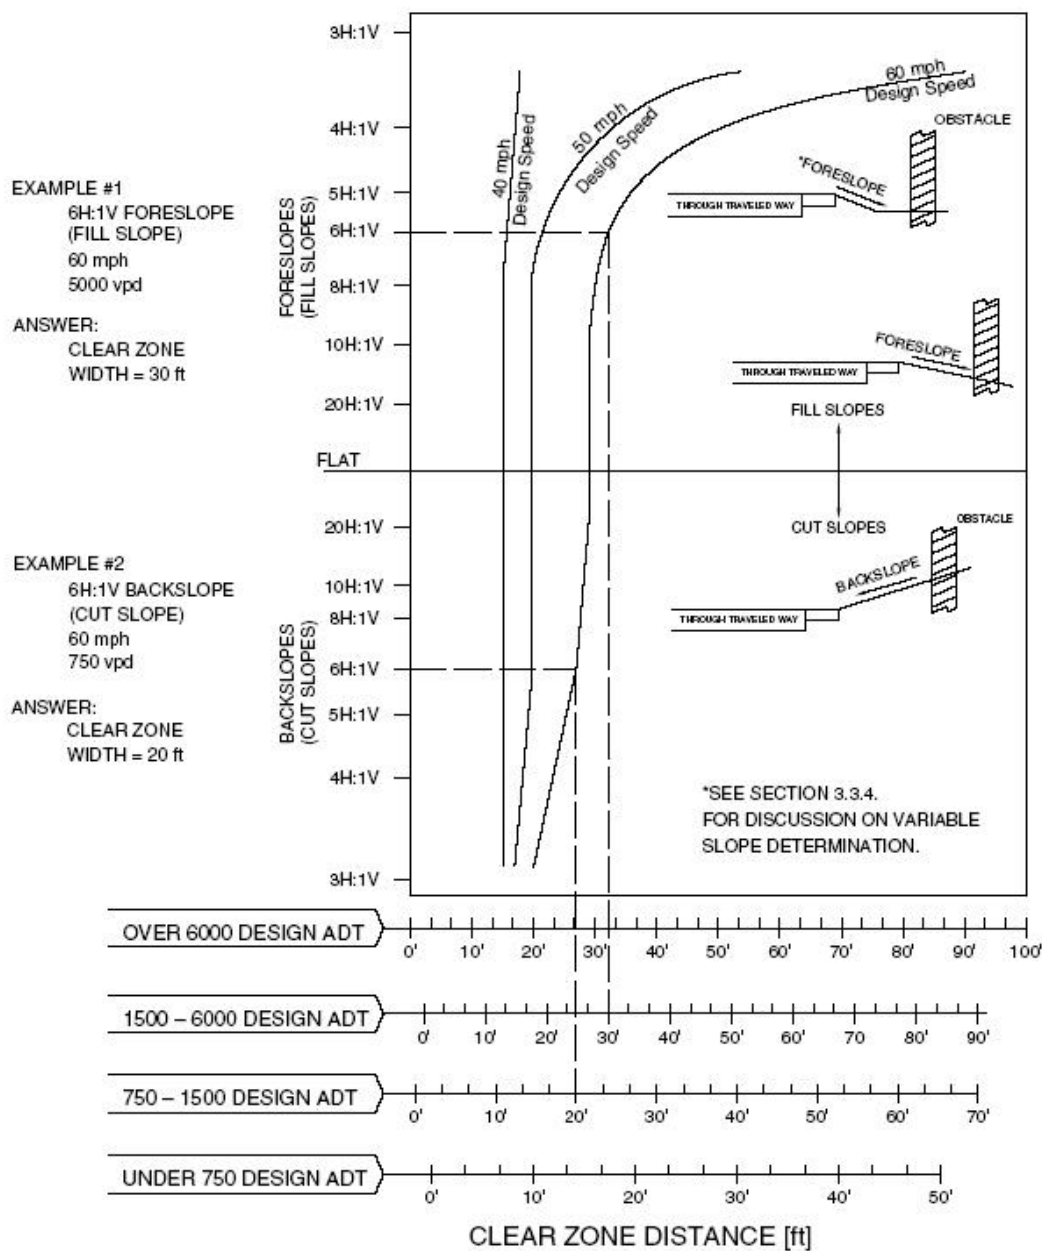 EXAMPLE #1
6H:1V FORESLOPE
(FILL SLOPE)
60 mph
5000 vpd
ANSWER:
CLEAR ZONE
WIDTH = 30 ft
EXAMPLE #2
6H:1V BACKSLOPE
(CUT SLOPE)
60 mph
750 vpd
ANSWER:
CLEAR ZONE
WIDTH = 20 ft
FORESLOPES
(FILL SLOPES)
BACKSLOPES
(CUT SLOPES)
3H:1V
4H:1V
5H:1V
6H:1V
8H:1V
10H:1V
20H:1V
FLAT
20H:1V
10H:1V
8H:1V
6H:1V
5H:1V
4H:1V
3H:1V
40 mph
Design Speed
50 mph
Design Speed
60 mph
Design Speed
OBSTACLE
*FORESLOPE
THROUGH TRAVELED WAY
FORESLOPE
THROUGH TRAVELED WAY
FILL SLOPES
CUT SLOPES
OBSTACLE
BACKSLOPE
THROUGH TRAVELED WAY
*SEE SECTION 3.3.4.
FOR DISCUSSION ON VARIABLE
SLOPE DETERMINATION.
OVER 6000 DESIGN ADT
0' 10' 20' 30' 40' 50' 60' 70' 80' 90' 100'
1500 – 6000 DESIGN ADT
0' 10' 20' 30' 40' 50' 60' 70 80' 90'
750 – 1500 DESIGN ADT
0' 10' 20' 30' 40' 50' 60' 70'
UNDER 750 DESIGN ADT
0' 10' 20' 30' 40' 50'
CLEAR ZONE DISTANCE [ft]